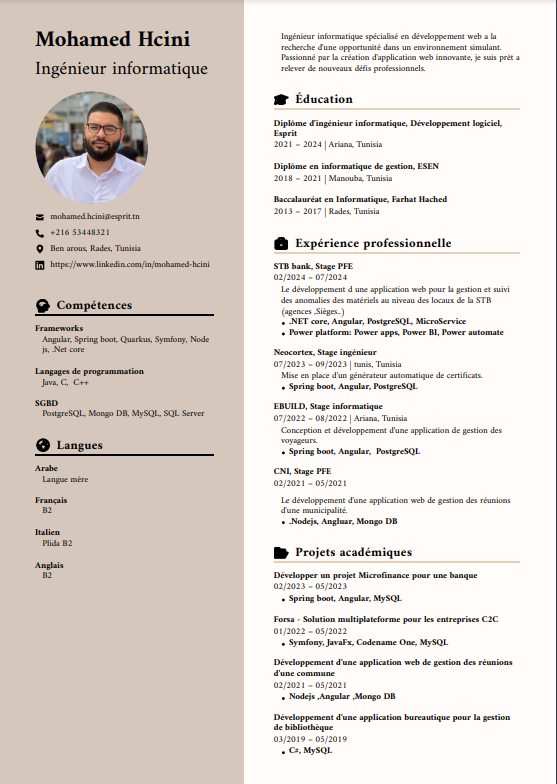 Mohamed Hcini
Ingénieur informatique
mohamed.hcini@esprit.tn
+216 53448321
Ben arous, Rades, Tunisia
https://www.linkedin.com/in/mohamed-hcini
Compétences
Frameworks
Angular, Spring boot, Quarkus, Symfony, Node
js, .Net core
Langages de programmation
Java, C, C++
SGBD
PostgreSQL, Mongo DB, MySQL, SQL Server
Langues
Arabe
Langue mère
Français
B2
Italien
Plida B2
Anglais
B2
Ingénieur informatique spécialisé en développement web a la
recherche d'une opportunité dans un environement simulant.
Passionné par la création d'application web innovante, je suis prêt a
relever de nouveaux défis professionnels.
Éducation
Diplôme d'ingénieur informatique, Développement logiciel,
Esprit
2021 – 2024 | Ariana, Tunisia
Diplôme en informatique de gestion, ESEN
2018 – 2021 | Manouba, Tunisia
Baccalauréat en Informatique, Farhat Hached
2013 – 2017 | Rades, Tunisia
Expérience professionnelle
STB bank, Stage PFE
02/2024 – 07/2024
Le développement d'une application web pour la gestion et suivi
des anomalies des matériels au niveau des locaux de la STB
(agences ,Sièges..)
• .NET core, Angular, PostgreSQL, MicroService
• Power platform: Power apps, Power BI, Power automate
Neocortex, Stage ingénieur
07/2023 – 09/2023 | tunis, Tunisia
Mise en place d'un générateur automatique de certificats.
• Spring boot, Angular, PostgreSQL
EBUILD, Stage informatique
07/2022 – 08/2022 | Ariana, Tunisia
Conception et développement d'une application de gestion des
voyageurs.
• Spring boot, Angular, PostgreSQL
CNI, Stage PFE
02/2021 – 05/2021
Le développement d'une application web de gestion des réunions
d'une municipalité.
• .Nodejs, Angluar, Mongo DB
Projets académiques
Développer un projet Microfinance pour une banque
02/2023 – 05/2023
• Spring boot, Angular, MySQL
Forsa - Solution multiplateforme pour les entreprises C2C
01/2022 – 05/2022
• Symfony, JavaFx, Codename One, MySQL
Développement d'une application web de gestion des réunions
d'une commune
02/2021 – 05/2021
• Nodejs ,Angular ,Mongo DB
Développement d'une application bureautique pour la gestion
de bibliothèque
03/2019 – 05/2019
• C#, MySQL